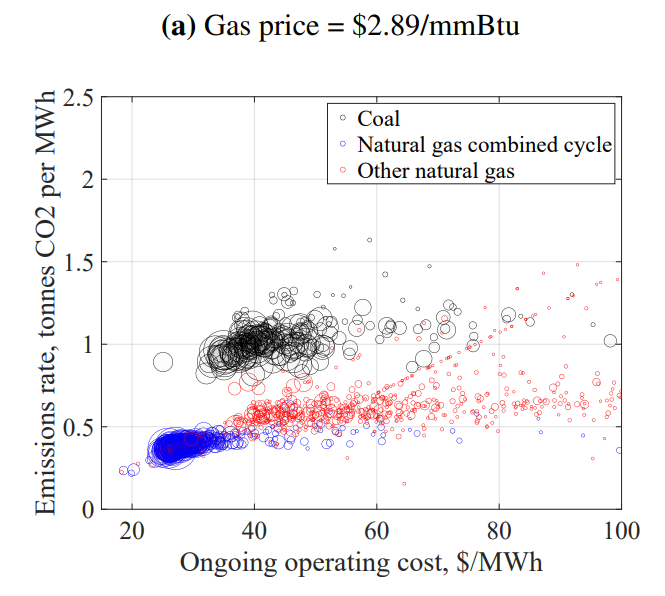 (a) Gas price = $2.89/mmBtu
Emissions rate, tonnes CO2 per MWh
2.5
2
1.5
1
0.5
0
Coal
Natural gas combined cycle
Other natural gas
20 40 60 80 100
Ongoing operating cost, $/MWh